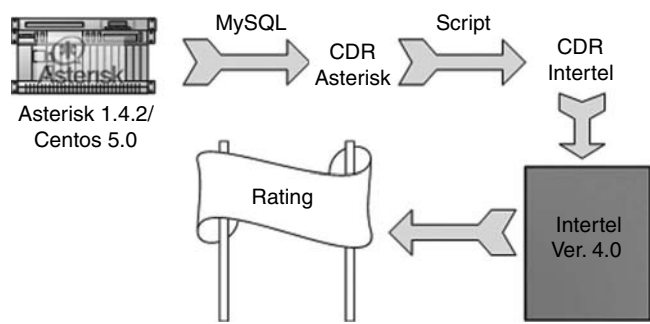 MySQL
Script
Asterisk
CDR
Asterisk
CDR
Intertel
Asterisk 1.4.2/
Centos 5.0
Rating
Intertel
Ver. 4.0